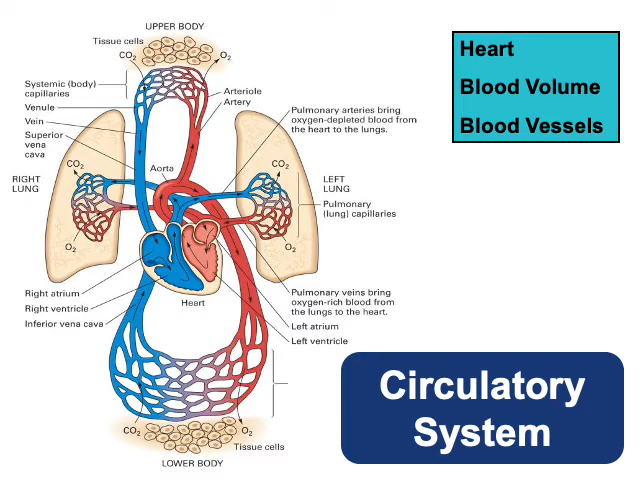 UPPER BODY
Tissue cells
CO2
O2
Systemic (body)
capillaries
Venule
Vein
Superior
vena
cava
Arteriole
Artery
Pulmonary arteries bring
oxygen-depleted blood from
the heart to the lungs.
Aorta
CO2
CO2
RIGHT
LUNG
LEFT
LUNG
Pulmonary
(lung) capillaries
O2
O2
Right atrium
Right ventricle
Inferior vena cava
Heart
Pulmonary veins bring
oxygen-rich blood from
the lungs to the heart.
Left atrium
Left ventricle
CO2
O2
Tissue cells
LOWER BODY
Heart
Blood Volume
Blood Vessels
Circulatory
System